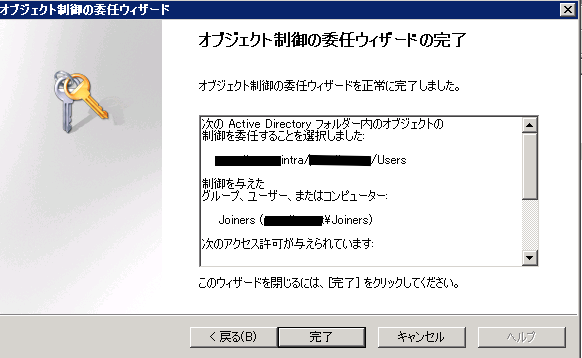 オブジェクト制御の委任ウィザード
オブジェクト制御の委任ウィザードの完了
オブジェクト制御の委任ウィザードを正常に完了しました。
次の Active Directory フォルダー内のオブジェクトの
制御を委任することを選択しました:
intra/ /Users
制御を与えた
グループ、ユーザー、またはコンピューター:
Joiners ( ¥Joiners)
次のアクセス許可が与えられています:
このウィザードを閉じるには、[完了] をクリックしてください。
< 戻る(B)
完了
キャンセル
ヘルプ